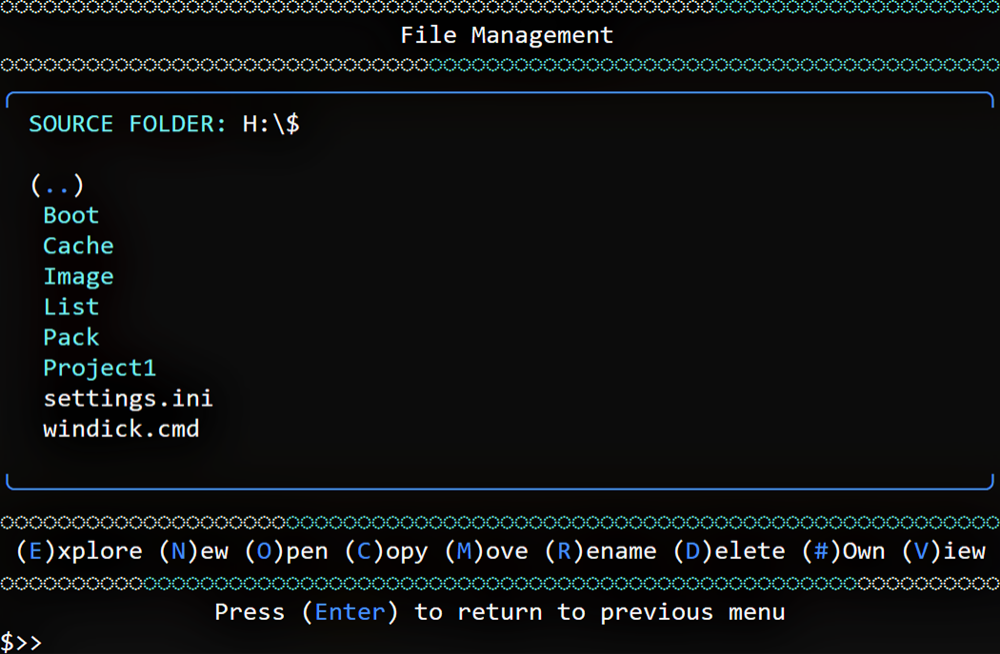 File Management
SOURCE FOLDER: H:\$
(..)
Boot
Cache
Image
List
Pack
Project1
settings.ini
windick.cmd
(E)xplore (N)ew (O)pen (C)opy (M)ove (R)ename (D)elete (#)Own (V)iew
Press (Enter) to return to previous menu
$>>